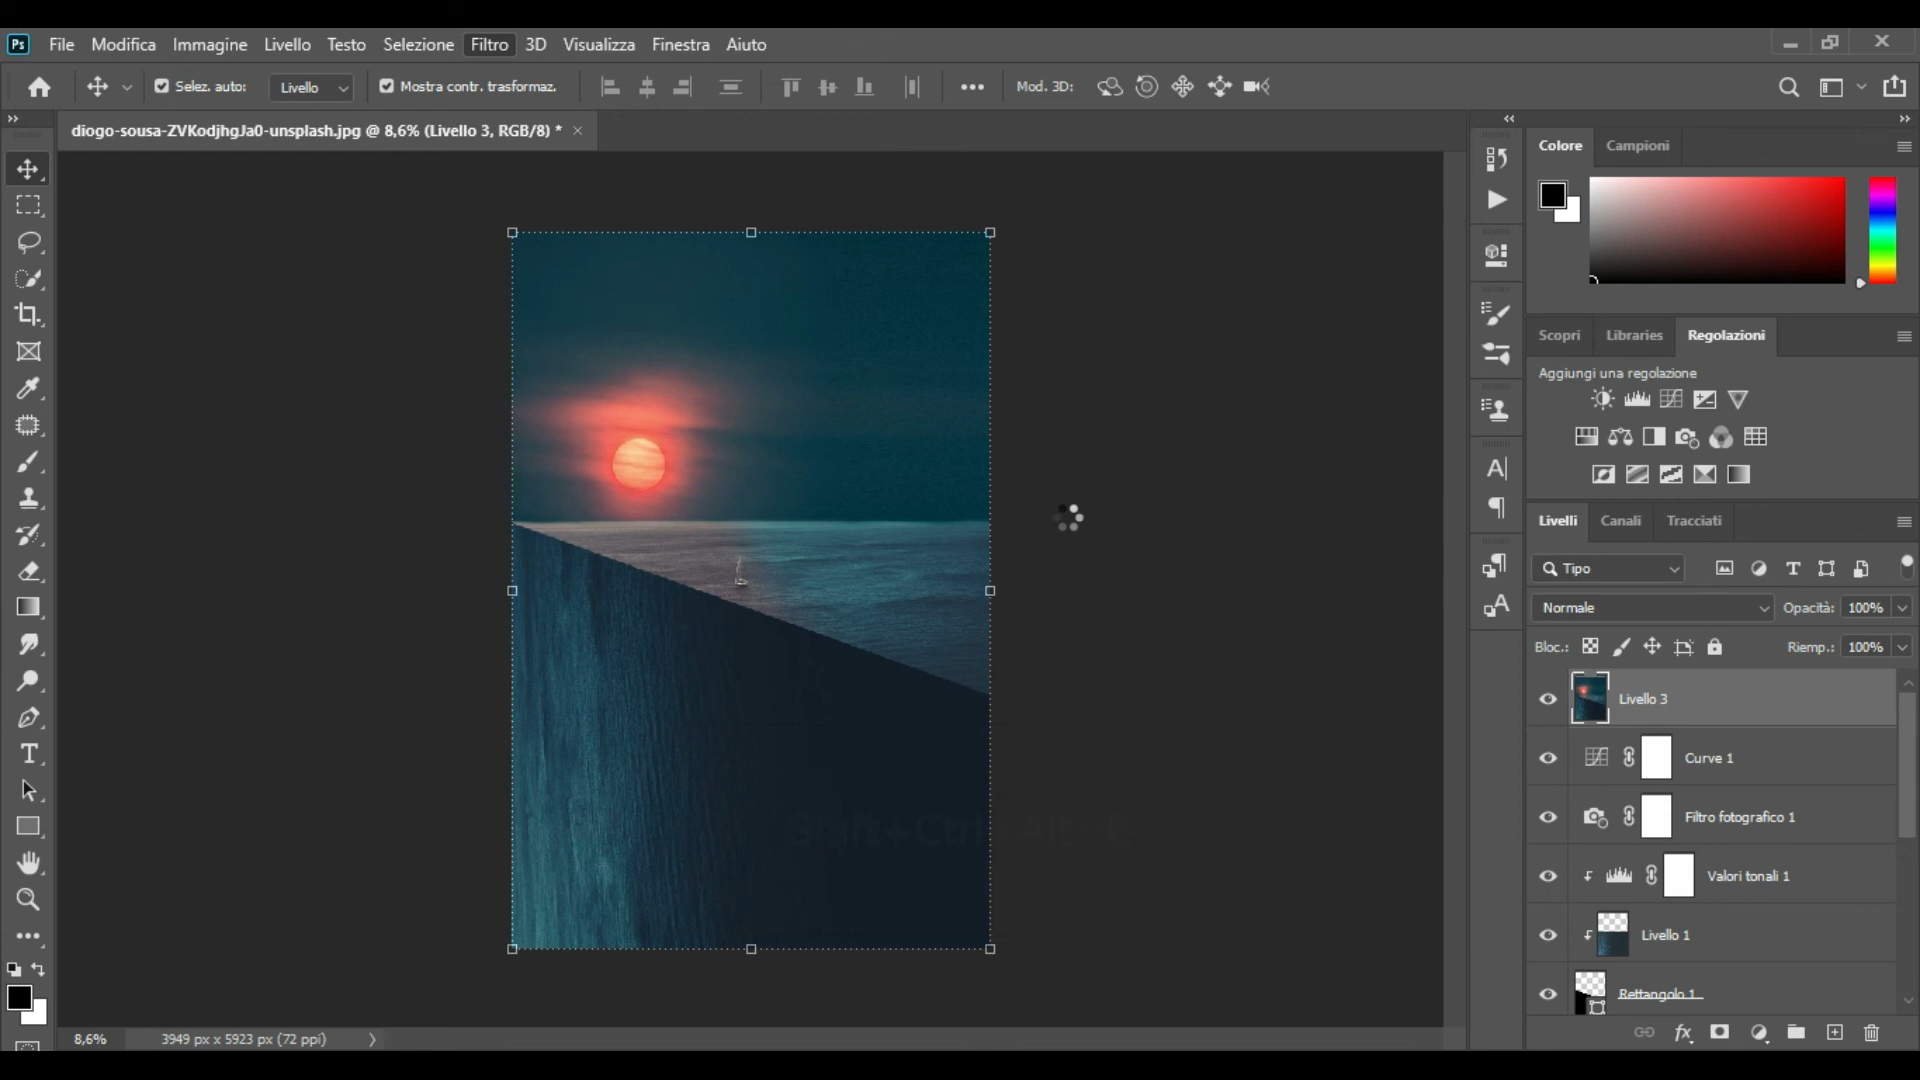 Ps File Modifica Immagine Livello Testo Selezione Filtro 3D Visualizza Finestra Aiuto
Selez. auto: Livello Mostra contr. trasformaz. Mod. 3D:
diogo-sousa-ZVKodjhgJa0-unsplash.jpg @ 8,6% (Livello 3, RGB/8) *
Colore Campioni
Scopri Libraries Regolazioni
Aggiungi una regolazione
Livelli Canali Tracciati
Tipo
Normale Opacità: 100%
Bloc.: Riemp.: 100%
Livello 3
Curve 1
Filtro fotografico 1
Valori tonali 1
Livello 1
Rettangolo 1
8,6% 3949 px x 5923 px (72 ppi)
fx